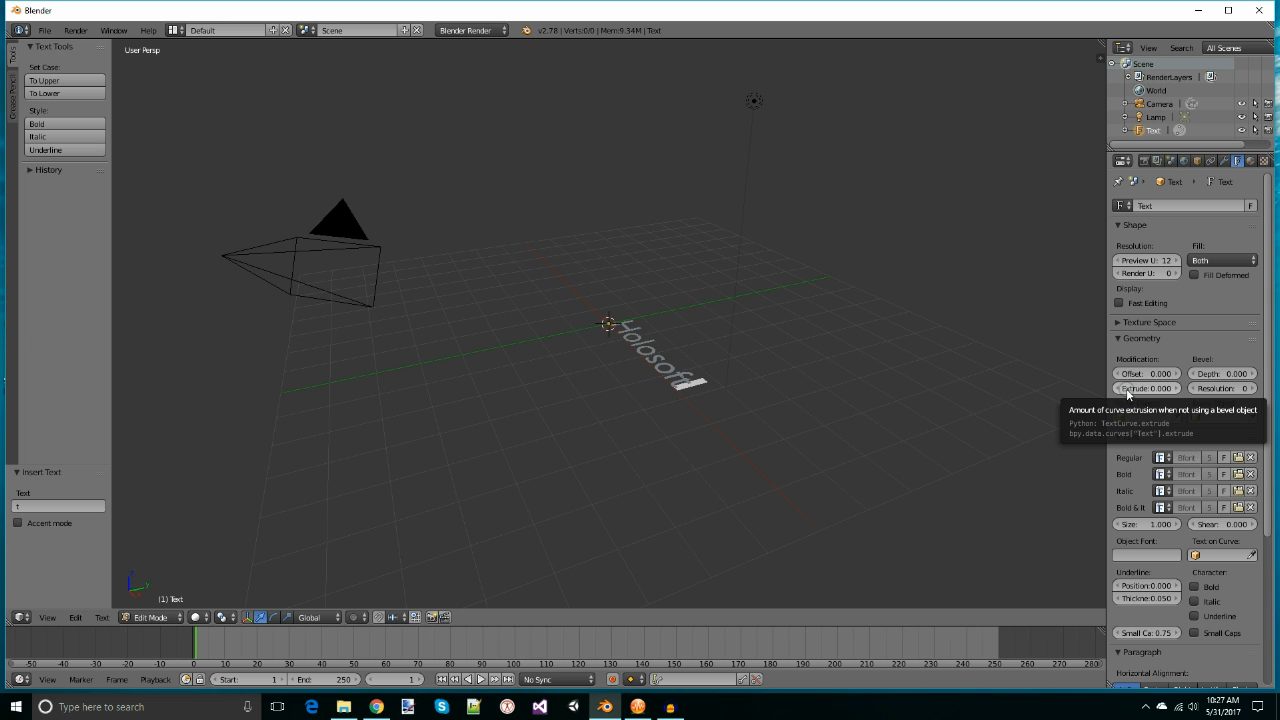 Blender
File Render Window Help Default Scene Blender Render v2.78 | Verts:0/0 | Mem:9.34M | Text
Tools
Grease Pencil
Text Tools
Set Case:
To Upper
To Lower
Style:
Bold
Italic
Underline
History
Insert Text
Text
t
Accent mode
User Persp
Holosoft
(1) Text
View Edit Text Edit Mode Global
View Search All Scenes
Scene
RenderLayers
World
Camera
Lamp
Text
Text Text
Text F
Shape
Resolution: Fill:
Preview U: 12 Both
Render U: 0 Fill Deformed
Display:
Fast Editing
Texture Space
Geometry
Modification: Bevel:
Offset: 0.000 Depth: 0.000
Extrude: 0.000 Resolution: 0
Amount of curve extrusion when not using a bevel object
Python: TextCurve.extrude
bpy.data.curves["Text"].extrude
Regular Bfont 5 F
Bold Bfont 5 F
Italic Bfont 5 F
Bold & It Bfont 5 F
Size: 1.000 Shear: 0.000
Object Font: Text on Curve:
Underline: Character:
Position:0.000 Bold
Thickne:0.050 Italic
Underline
Small Ca: 0.75 Small Caps
Paragraph
Horizontal Alignment:
-50 -40 -30 -20 -10 0 10 20 30 40 50 60 70 80 90 100 110 120 130 140 150 160 170 180 190 200 210 220 230 240 250 260 270 280
View Marker Frame Playback Start: 1 End: 250 1 No Sync
Type here to search
10:27 AM
5/31/2017